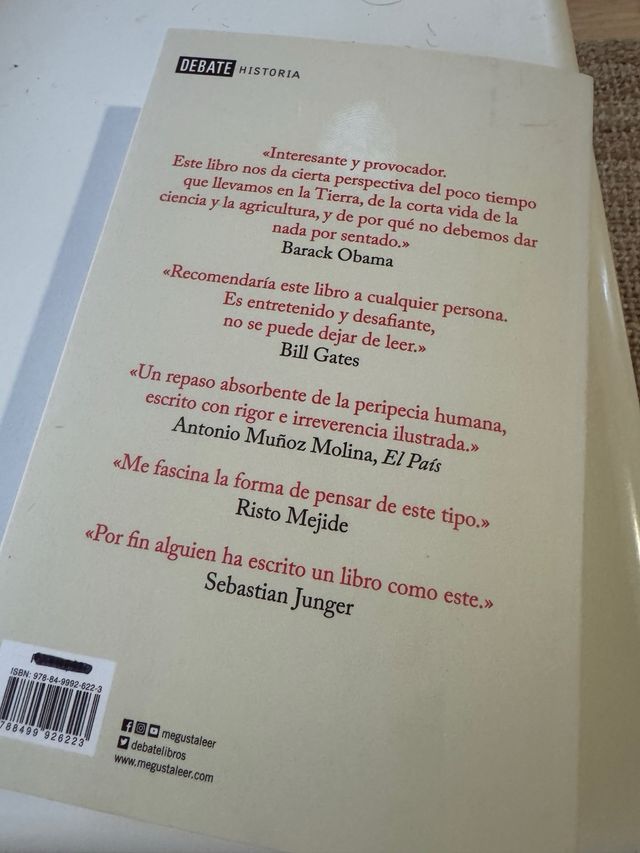 DEBATE HISTORIA
«Interesante y provocador.
Este libro nos da cierta perspectiva del poco tiempo
que llevamos en la Tierra, de la corta vida de la
ciencia y la agricultura, y de por qué no debemos dar
nada por sentado.»
Barack Obama
«Recomendaría este libro a cualquier persona.
Es entretenido y desafiante,
no se puede dejar de leer.»
Bill Gates
«Un repaso absorbente de la peripecia humana,
escrito con rigor e irreverencia ilustrada.»
Antonio Muñoz Molina, El País
«Me fascina la forma de pensar de este tipo.»
Risto Mejide
«Por fin alguien ha escrito un libro como este.»
Sebastian Junger
ISBN: 978-84-9992-622-3
788499 926223
megustaleer
debatelibros
www.megustaleer.com